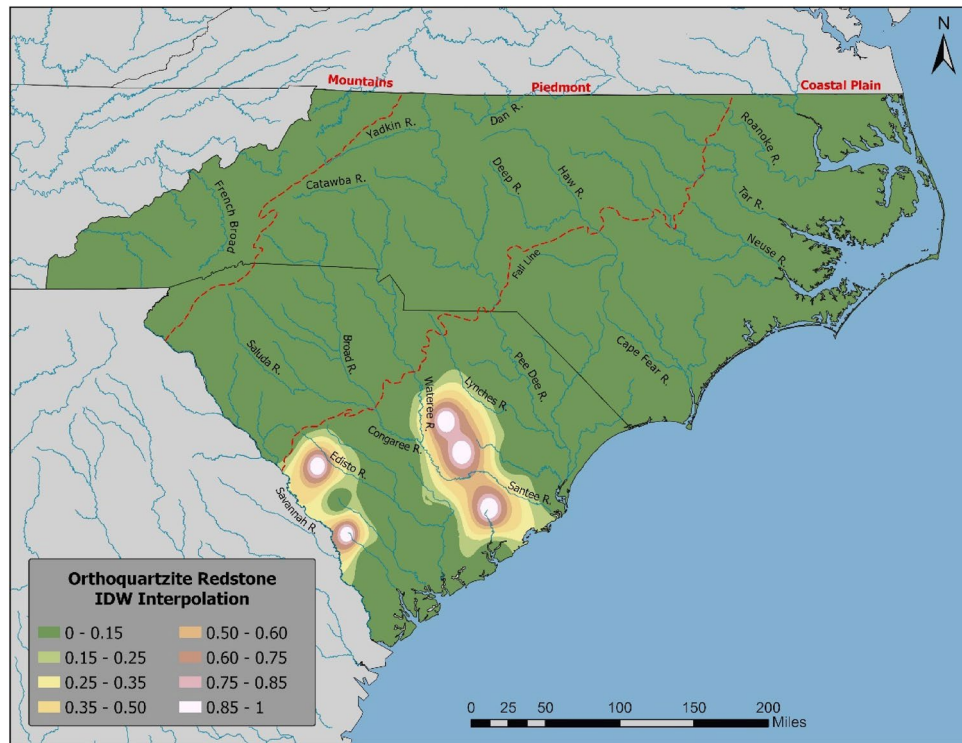 N
Mountains
Piedmont
Coastal Plain
Yadkin R.
Dan R.
Roanoke R.
French Broad
Catawba R.
Deep R.
Haw R.
Tar R.
Neuse R.
Fall Line
Saluda R.
Broad R.
Wateree R.
Lynches R.
Pee Dee R.
Cape Fear R.
Congaree R.
Edisto R.
Santee R.
Savannah R.
Orthoquartzite Redstone
IDW Interpolation
0 - 0.15
0.15 - 0.25
0.25 - 0.35
0.35 - 0.50
0.50 - 0.60
0.60 - 0.75
0.75 - 0.85
0.85 - 1
0 25 50 100 150 200
Miles